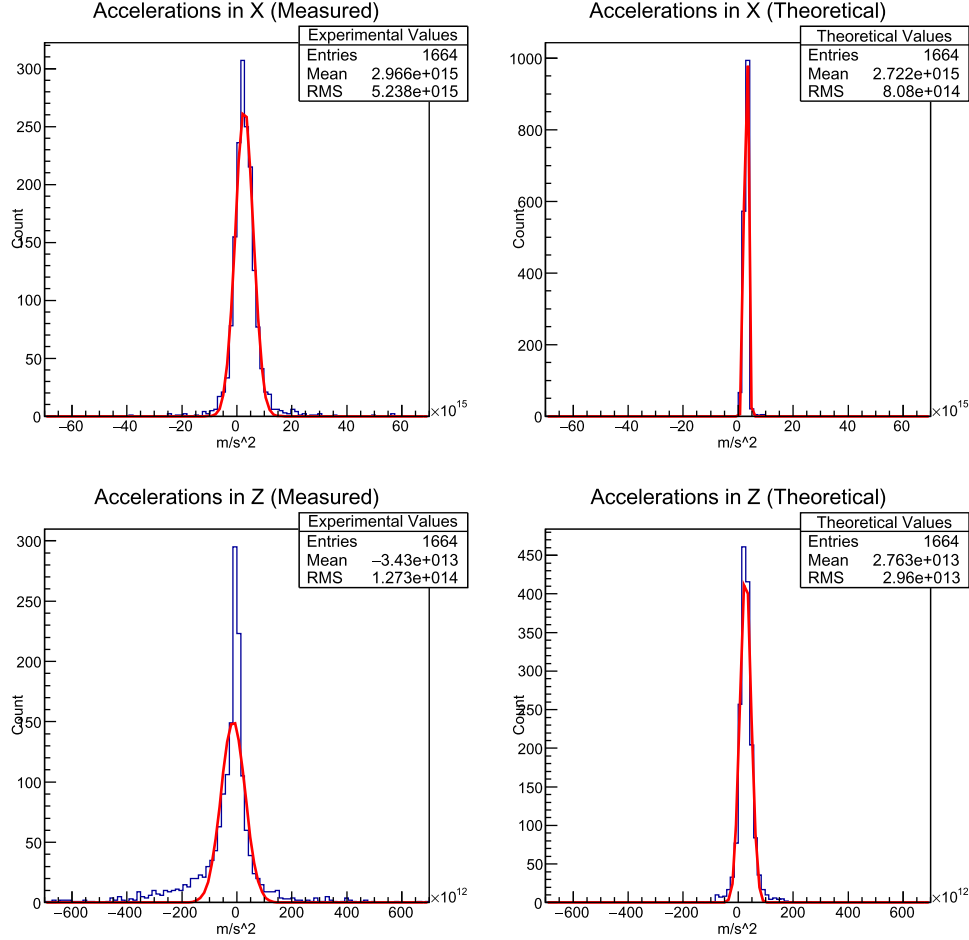 Accelerations in X (Measured)
Experimental Values
Entries 1664
Mean 2.966e+015
RMS 5.238e+015
300
250
200
150
100
50
0
Count
−60 −40 −20 0 20 40 60
×10^15
m/s^2
Accelerations in X (Theoretical)
Theoretical Values
Entries 1664
Mean 2.722e+015
RMS 8.08e+014
1000
800
600
400
200
0
Count
−60 −40 −20 0 20 40 60
×10^15
m/s^2
Accelerations in Z (Measured)
Experimental Values
Entries 1664
Mean −3.43e+013
RMS 1.273e+014
300
250
200
150
100
50
0
Count
−600 −400 −200 0 200 400 600
×10^12
m/s^2
Accelerations in Z (Theoretical)
Theoretical Values
Entries 1664
Mean 2.763e+013
RMS 2.96e+013
450
400
350
300
250
200
150
100
50
0
Count
−600 −400 −200 0 200 400 600
×10^12
m/s^2